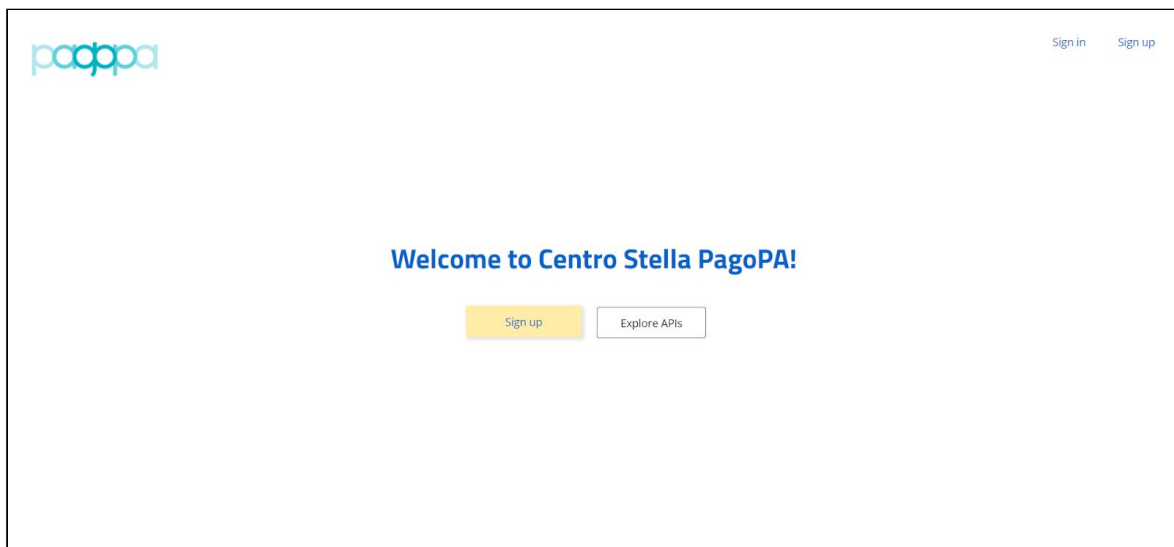 pagopa
Sign in
Sign up
Welcome to Centro Stella PagoPA!
Sign up
Explore APIs